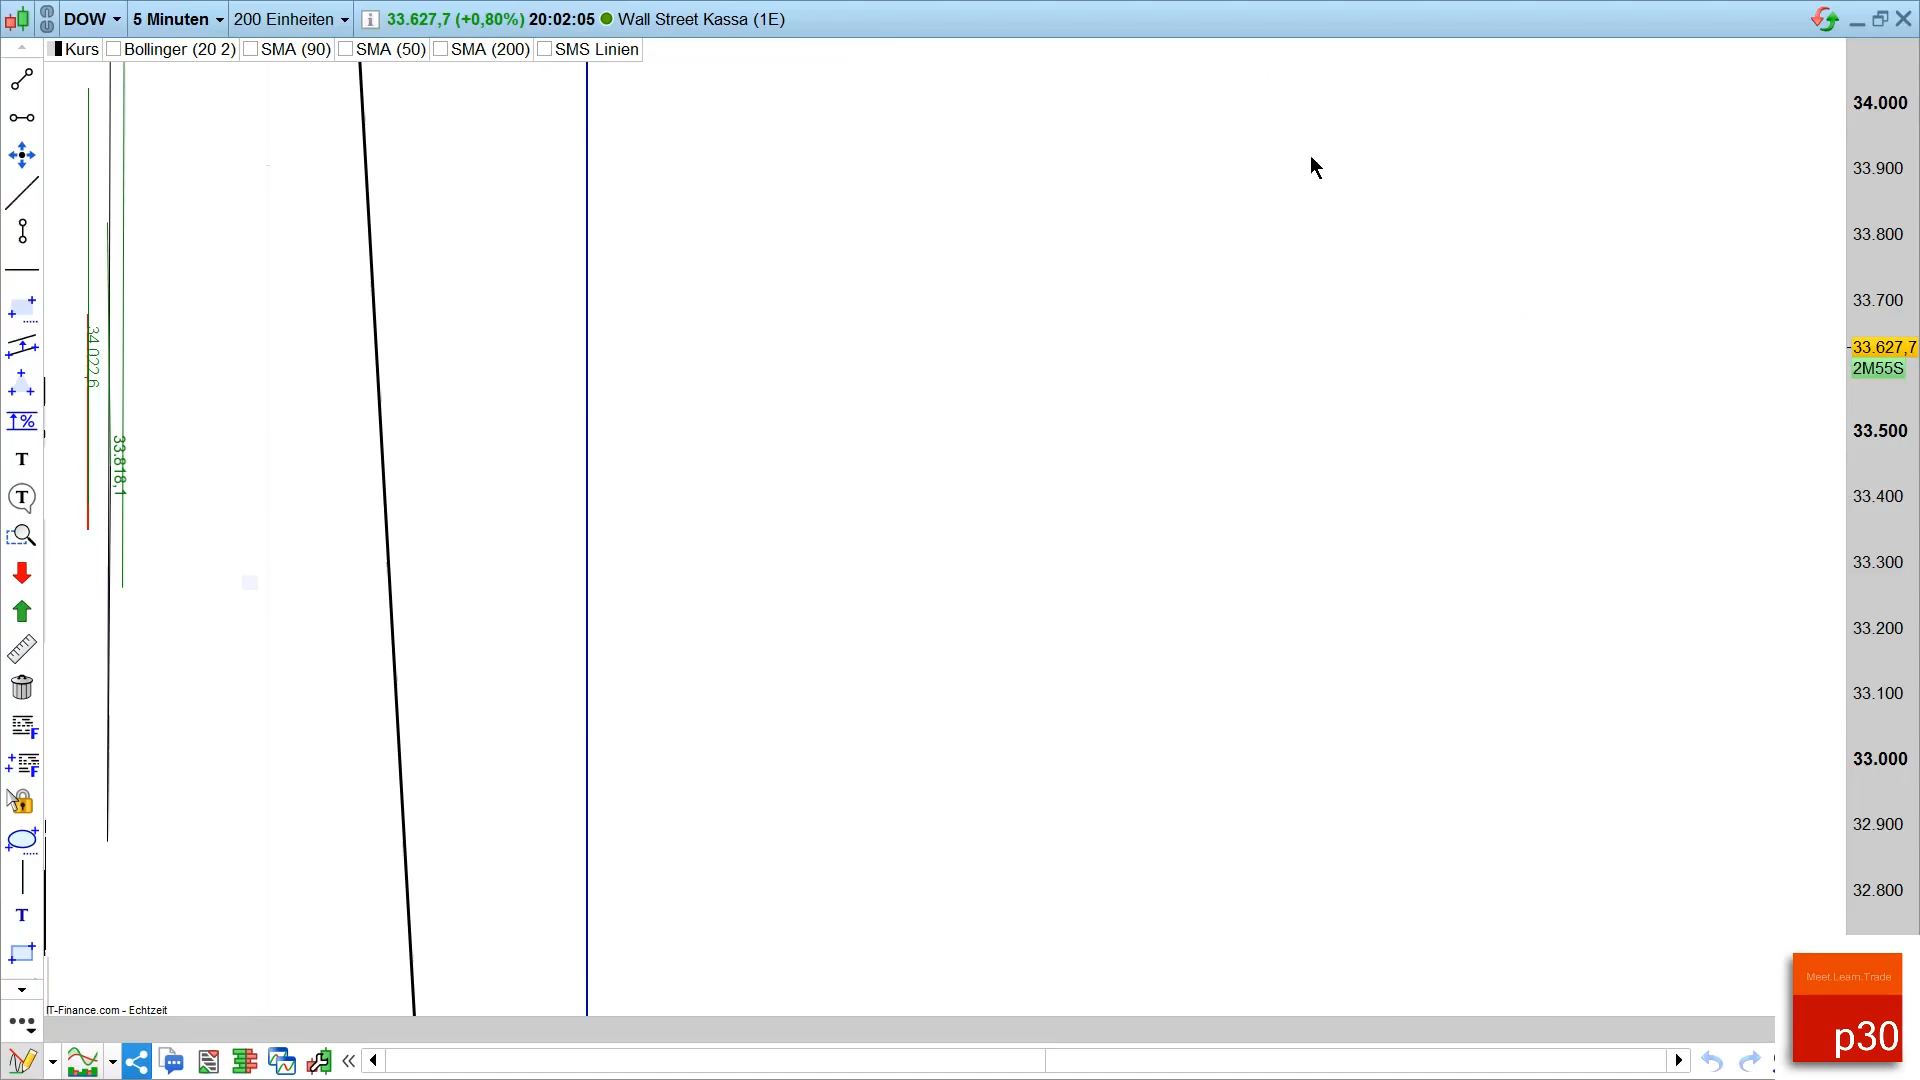 DOW 5 Minuten 200 Einheiten 33.627,7 (+0,80%) 20:02:05 Wall Street Kassa (1E)
Kurs Bollinger (20 2) SMA (90) SMA (50) SMA (200) SMS Linien
34.000
33.900
33.800
33.700
33.627,7
2M55S
33.500
33.400
33.300
33.200
33.100
33.000
32.900
32.800
34.022,6
33.818,1
%
T
T
F
F
T
IT-Finance.com - Echtzeit
Meet.Learn.Trade
p30